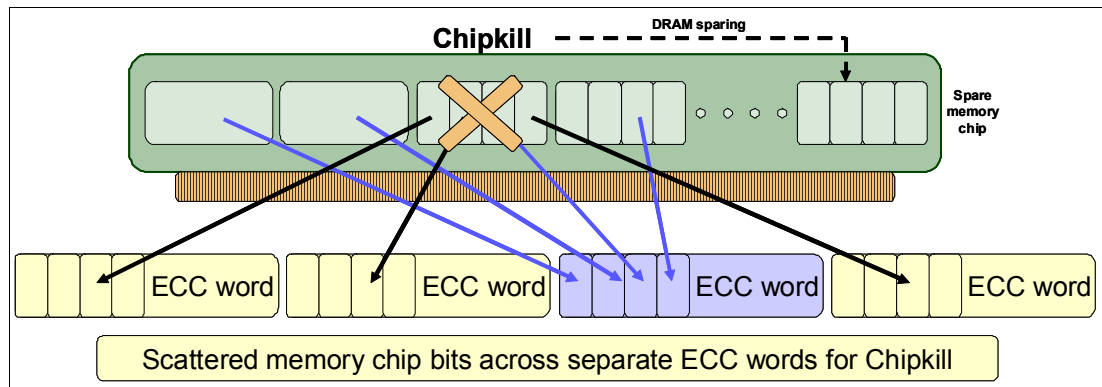 DRAM sparing
Chipkill
Spare
memory
chip
ECC word
ECC word
ECC word
ECC word
Scattered memory chip bits across separate ECC words for Chipkill